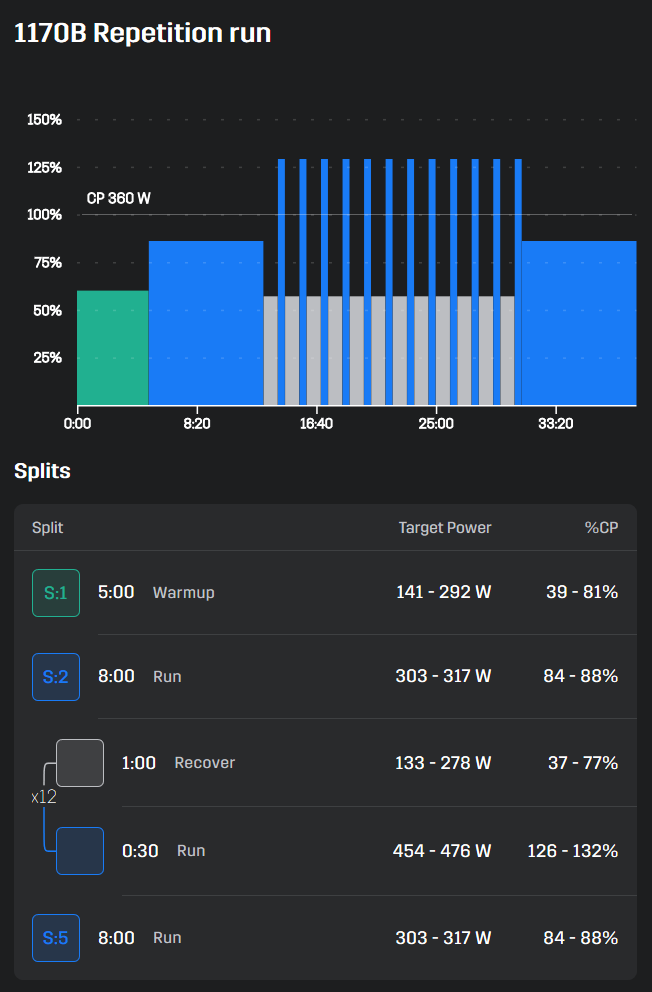 1170B Repetition run
150%
125%
CP 360 W
100%
75%
50%
25%
0:00 8:20 16:40 25:00 33:20
Splits
Split Target Power %CP
S:1 5:00 Warmup 141 - 292 W 39 - 81%
S:2 8:00 Run 303 - 317 W 84 - 88%
1:00 Recover 133 - 278 W 37 - 77%
x12
0:30 Run 454 - 476 W 126 - 132%
S:5 8:00 Run 303 - 317 W 84 - 88%